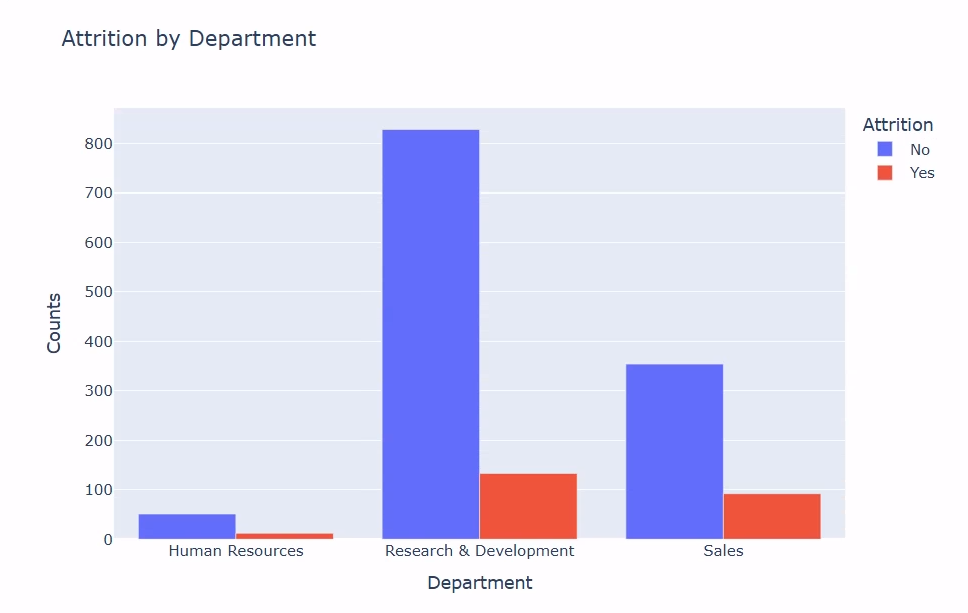 Attrition by Department
Attrition
No
Yes
800
700
600
500
400
300
200
100
0
Counts
Human Resources
Research & Development
Sales
Department